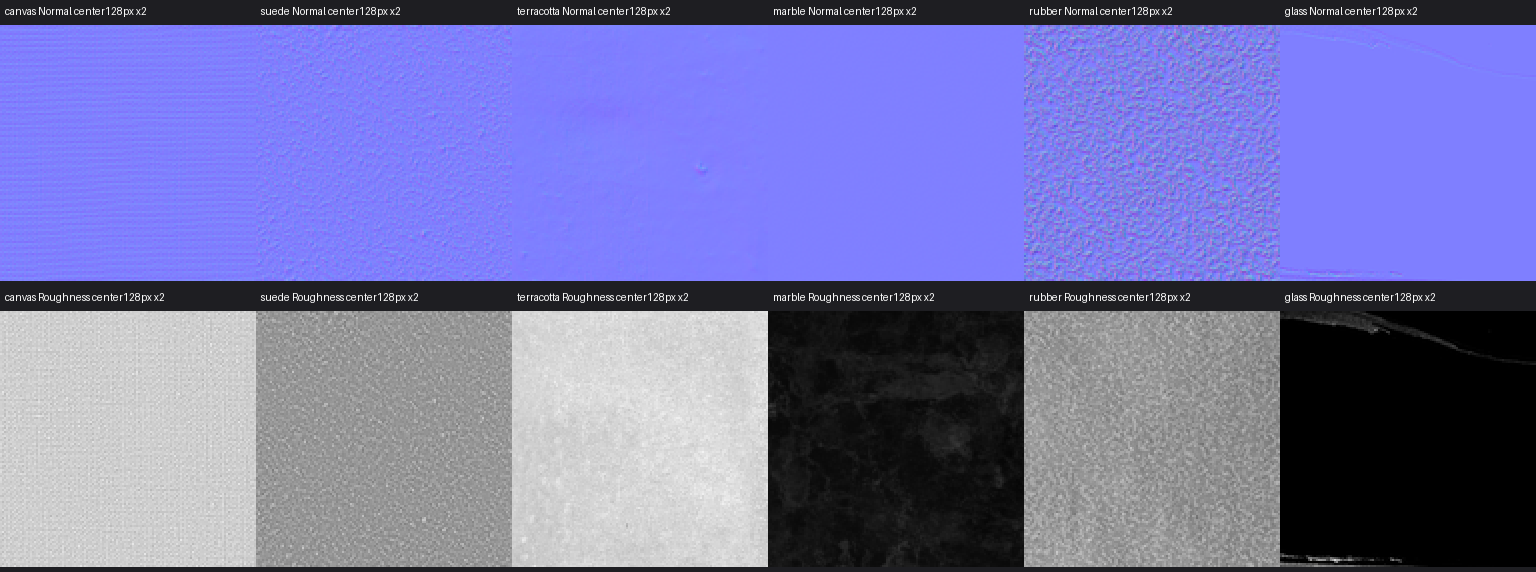 canvas Normal center128px x2
suede Normal center128px x2
terracotta Normal center128px x2
marble Normal center128px x2
rubber Normal center128px x2
glass Normal center128px x2
canvas Roughness center128px x2
suede Roughness center128px x2
terracotta Roughness center128px x2
marble Roughness center128px x2
rubber Roughness center128px x2
glass Roughness center128px x2